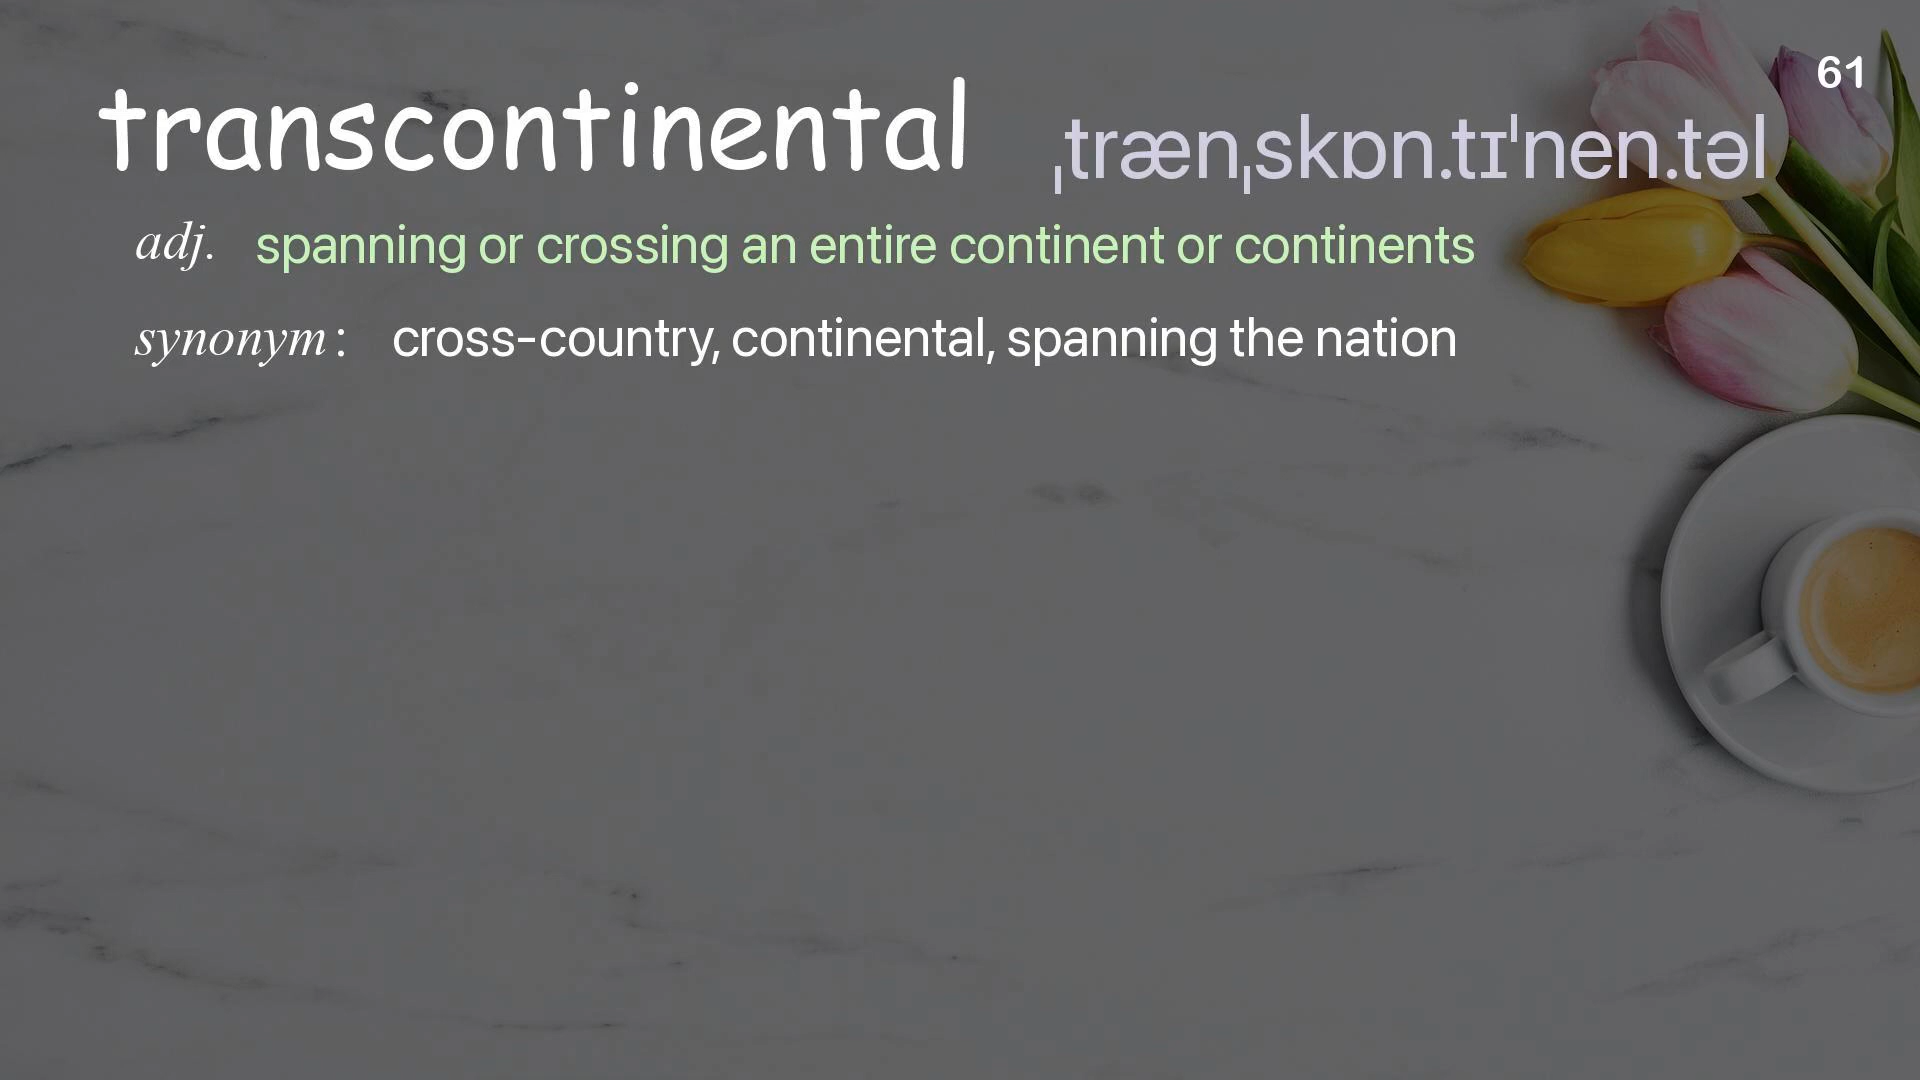 61
transcontinental ˌtrænˌskɒn.tɪˈnen.təl
adj. spanning or crossing an entire continent or continents
synonym : cross-country, continental, spanning the nation